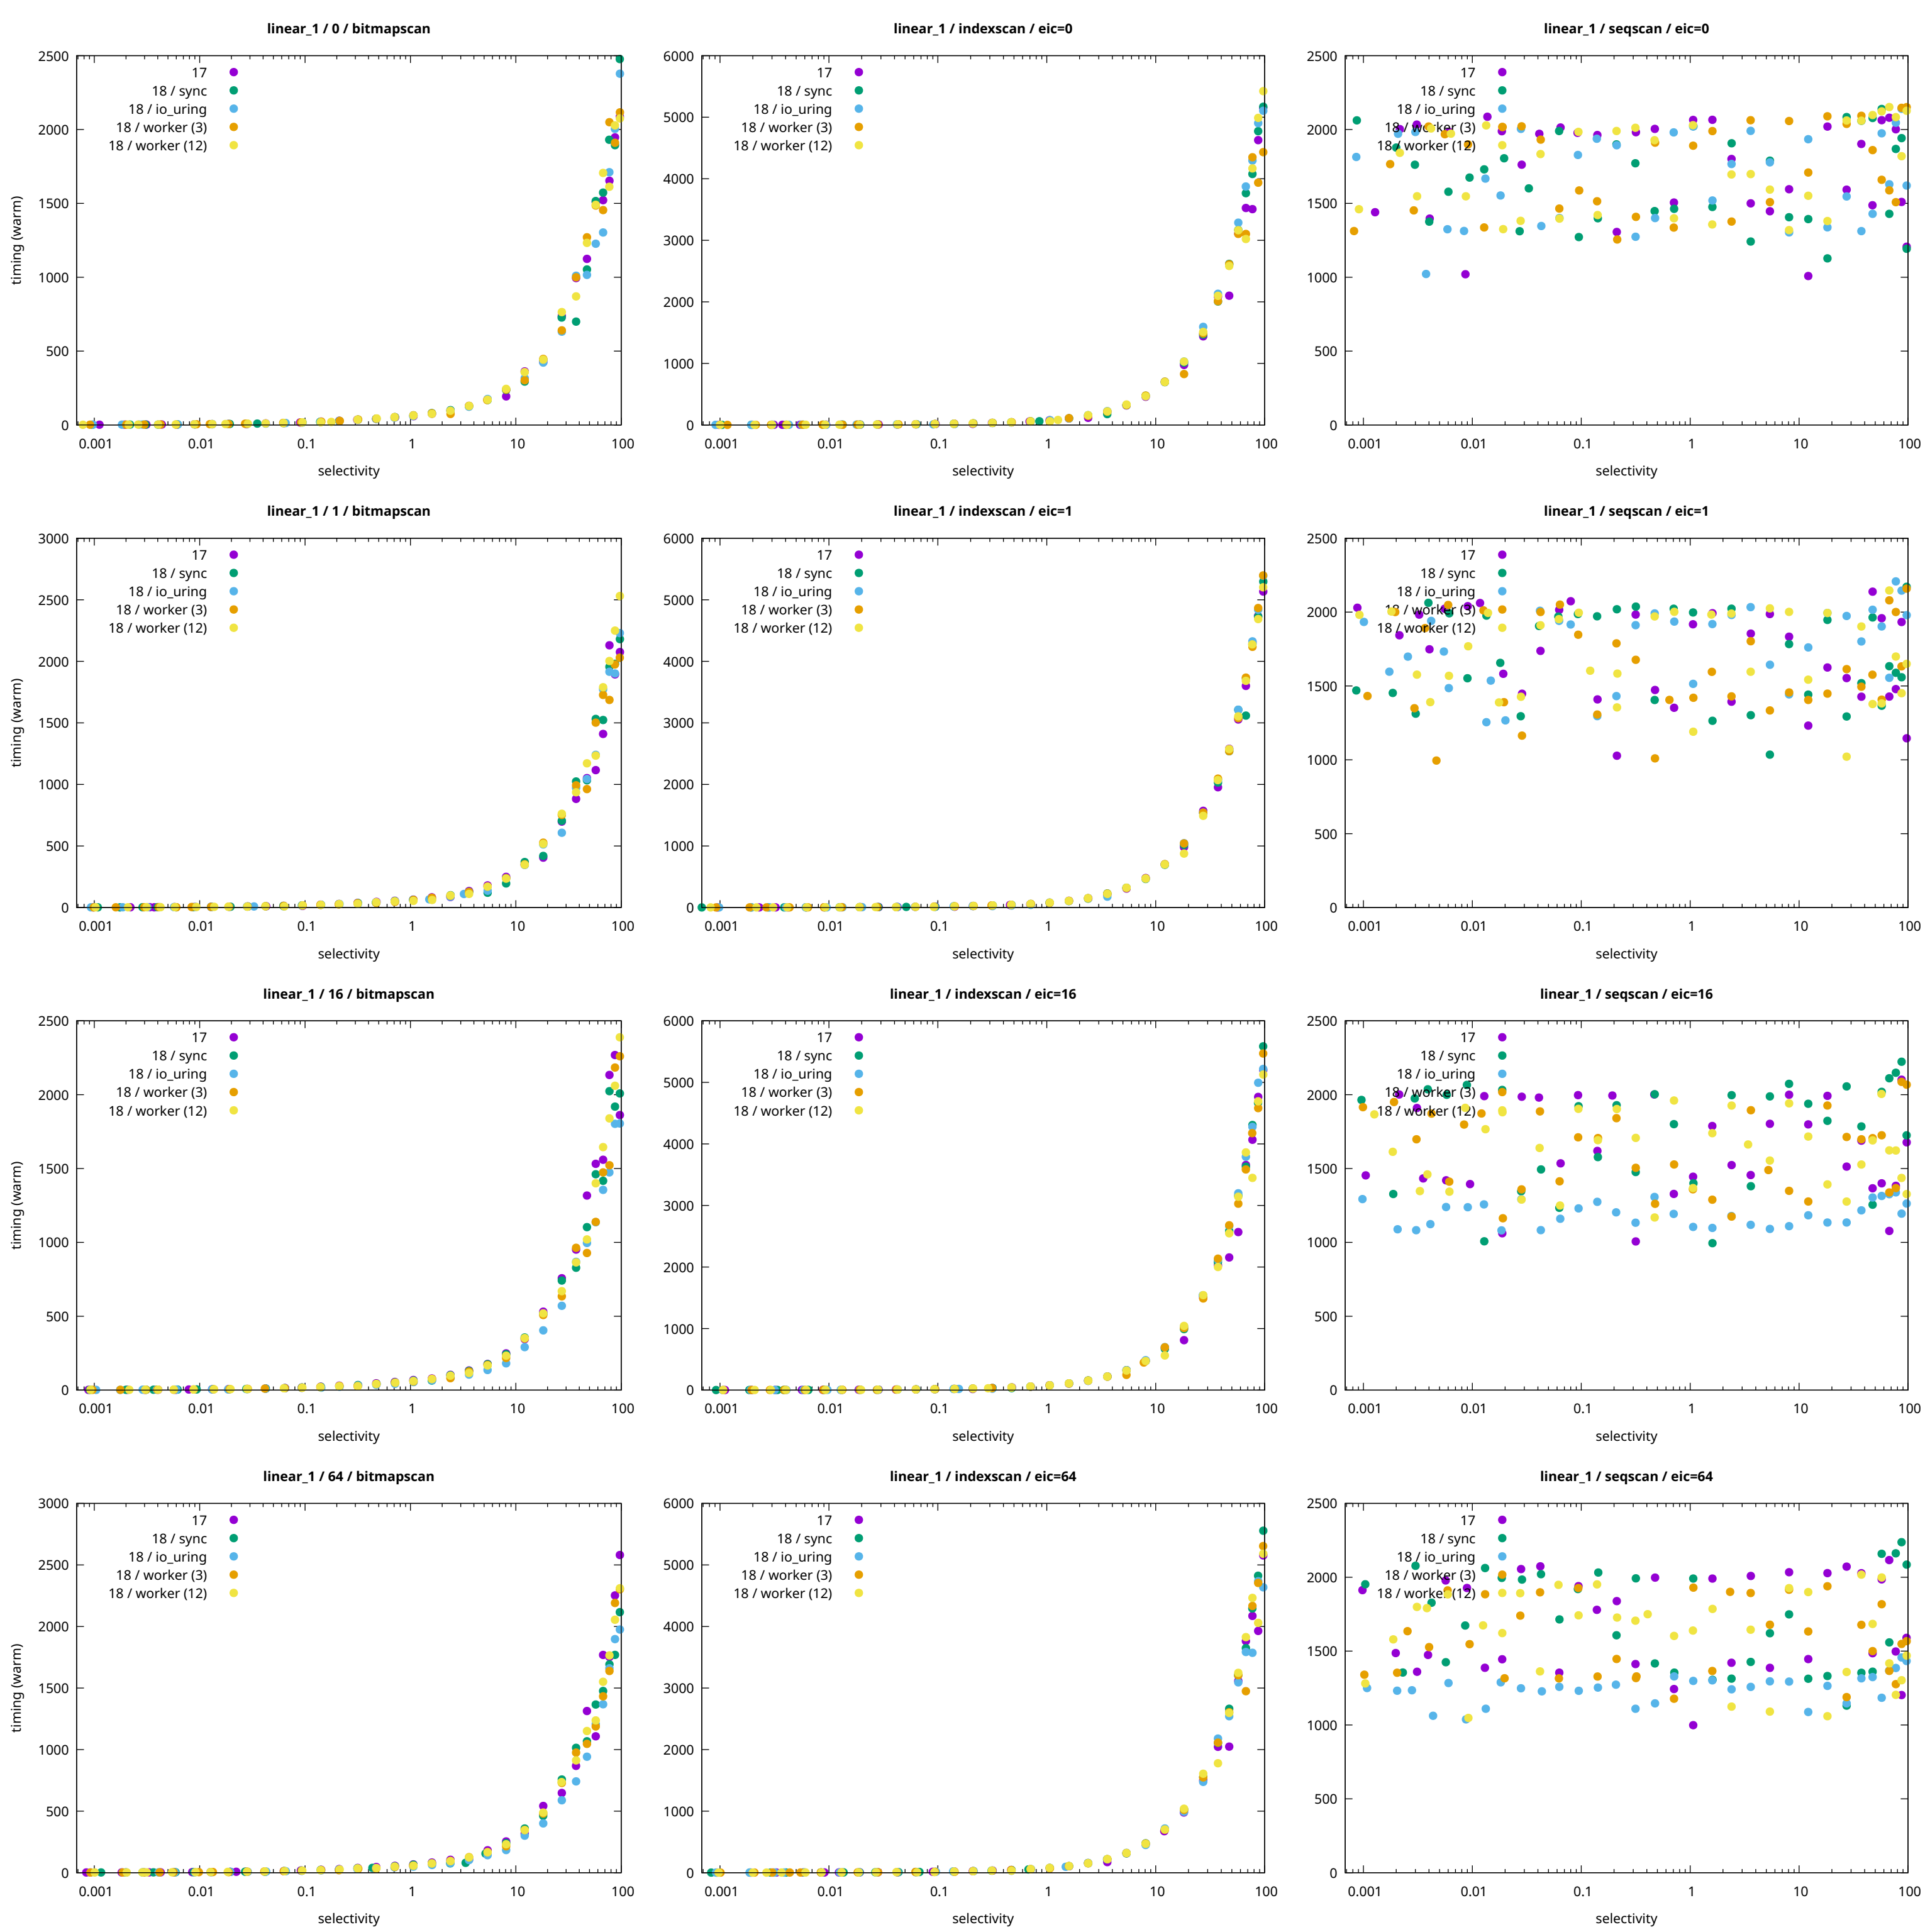 linear_1 / 0 / bitmapscan
timing (warm)
2500
2000
1500
1000
500
0
17
18 / sync
18 / io_uring
18 / worker (3)
18 / worker (12)
0.001 0.01 0.1 1 10 100
selectivity
linear_1 / indexscan / eic=0
6000
5000
4000
3000
2000
1000
0
17
18 / sync
18 / io_uring
18 / worker (3)
18 / worker (12)
0.001 0.01 0.1 1 10 100
selectivity
linear_1 / seqscan / eic=0
2500
2000
1500
1000
500
0
17
18 / sync
18 / io_uring
18 / worker (3)
18 / worker (12)
0.001 0.01 0.1 1 10 100
selectivity
linear_1 / 1 / bitmapscan
timing (warm)
3000
2500
2000
1500
1000
500
0
17
18 / sync
18 / io_uring
18 / worker (3)
18 / worker (12)
0.001 0.01 0.1 1 10 100
selectivity
linear_1 / indexscan / eic=1
6000
5000
4000
3000
2000
1000
0
17
18 / sync
18 / io_uring
18 / worker (3)
18 / worker (12)
0.001 0.01 0.1 1 10 100
selectivity
linear_1 / seqscan / eic=1
2500
2000
1500
1000
500
0
17
18 / sync
18 / io_uring
18 / worker (3)
18 / worker (12)
0.001 0.01 0.1 1 10 100
selectivity
linear_1 / 16 / bitmapscan
timing (warm)
2500
2000
1500
1000
500
0
17
18 / sync
18 / io_uring
18 / worker (3)
18 / worker (12)
0.001 0.01 0.1 1 10 100
selectivity
linear_1 / indexscan / eic=16
6000
5000
4000
3000
2000
1000
0
17
18 / sync
18 / io_uring
18 / worker (3)
18 / worker (12)
0.001 0.01 0.1 1 10 100
selectivity
linear_1 / seqscan / eic=16
2500
2000
1500
1000
500
0
17
18 / sync
18 / io_uring
18 / worker (3)
18 / worker (12)
0.001 0.01 0.1 1 10 100
selectivity
linear_1 / 64 / bitmapscan
timing (warm)
3000
2500
2000
1500
1000
500
0
17
18 / sync
18 / io_uring
18 / worker (3)
18 / worker (12)
0.001 0.01 0.1 1 10 100
selectivity
linear_1 / indexscan / eic=64
6000
5000
4000
3000
2000
1000
0
17
18 / sync
18 / io_uring
18 / worker (3)
18 / worker (12)
0.001 0.01 0.1 1 10 100
selectivity
linear_1 / seqscan / eic=64
2500
2000
1500
1000
500
0
17
18 / sync
18 / io_uring
18 / worker (3)
18 / worker (12)
0.001 0.01 0.1 1 10 100
selectivity